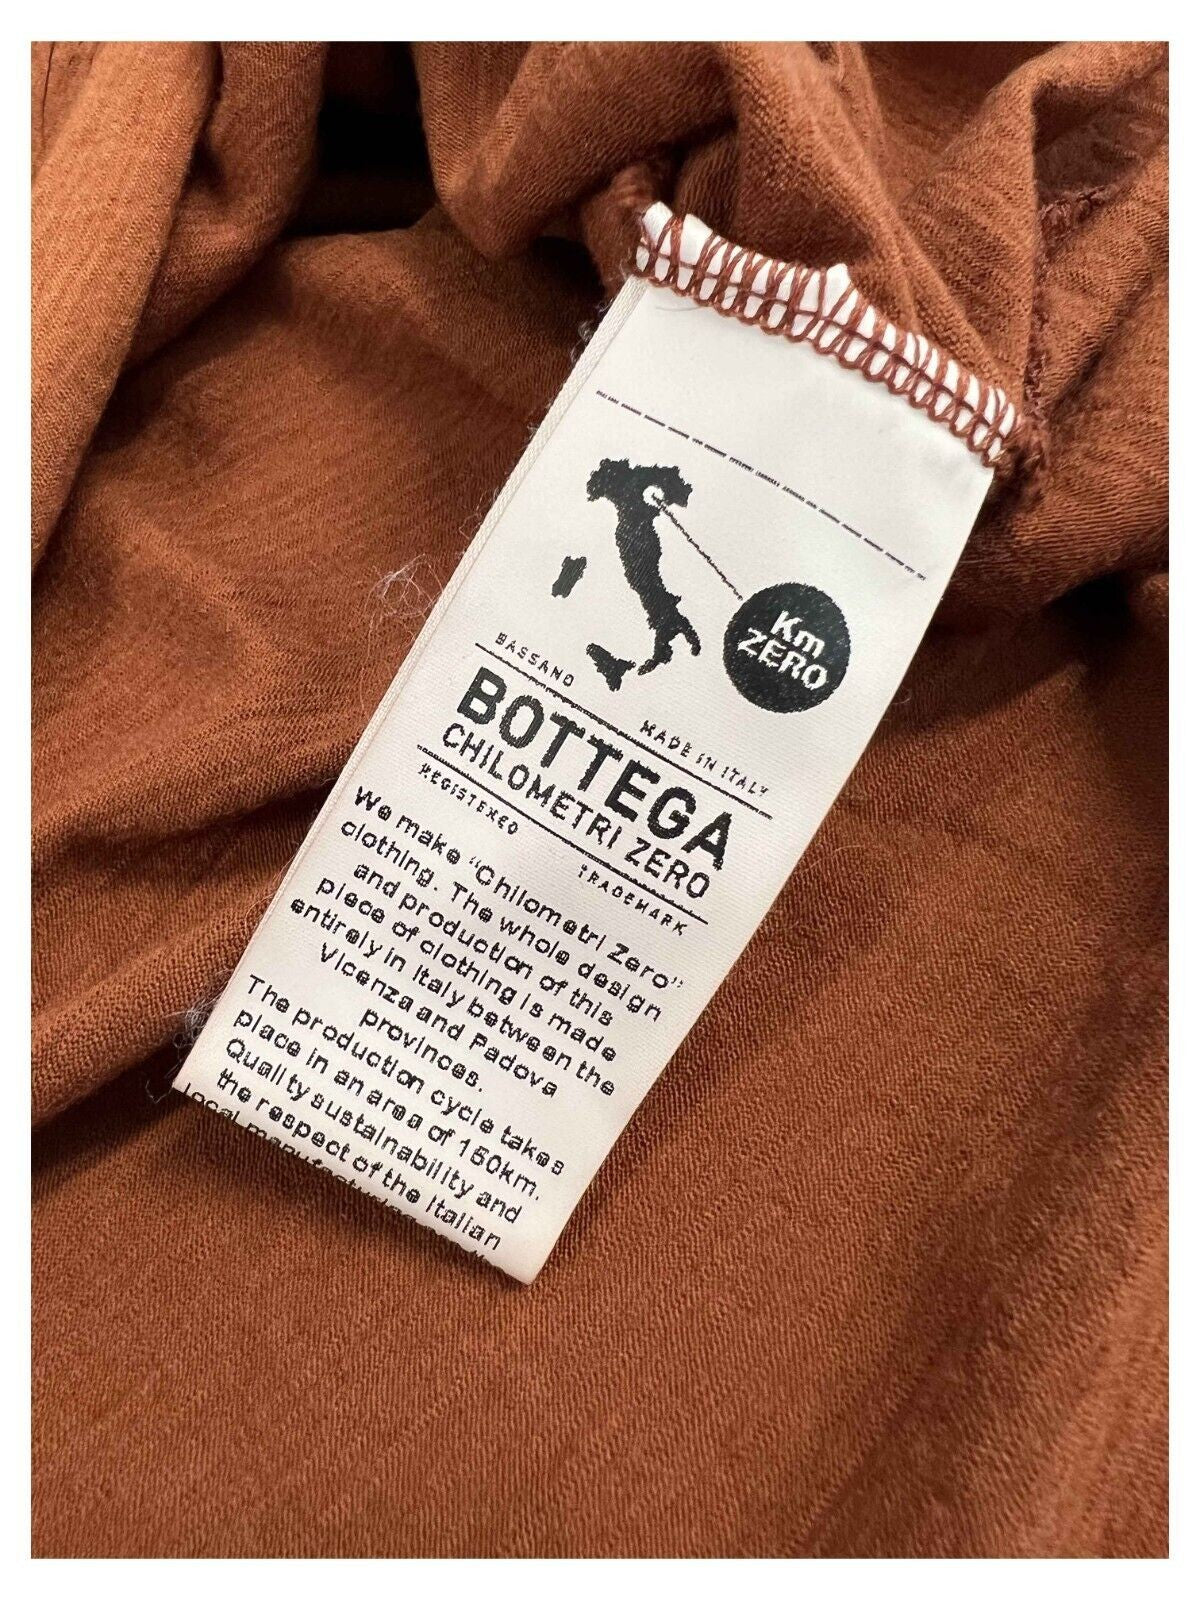 Km
ZERO
BASSANO MADE IN ITALY
BOTTEGA
CHILOMETRI ZERO
REGISTERED TRADEMARK
We make "Chilometri Zero"
clothing. The whole design
and production of this
piece of clothing is made
entirely in Italy between the
Vicenza and Padova
provinces.
The production cycle takes
place in an area of 150km.
Quality sustainability and
the respect of the Italian
local manufacturing